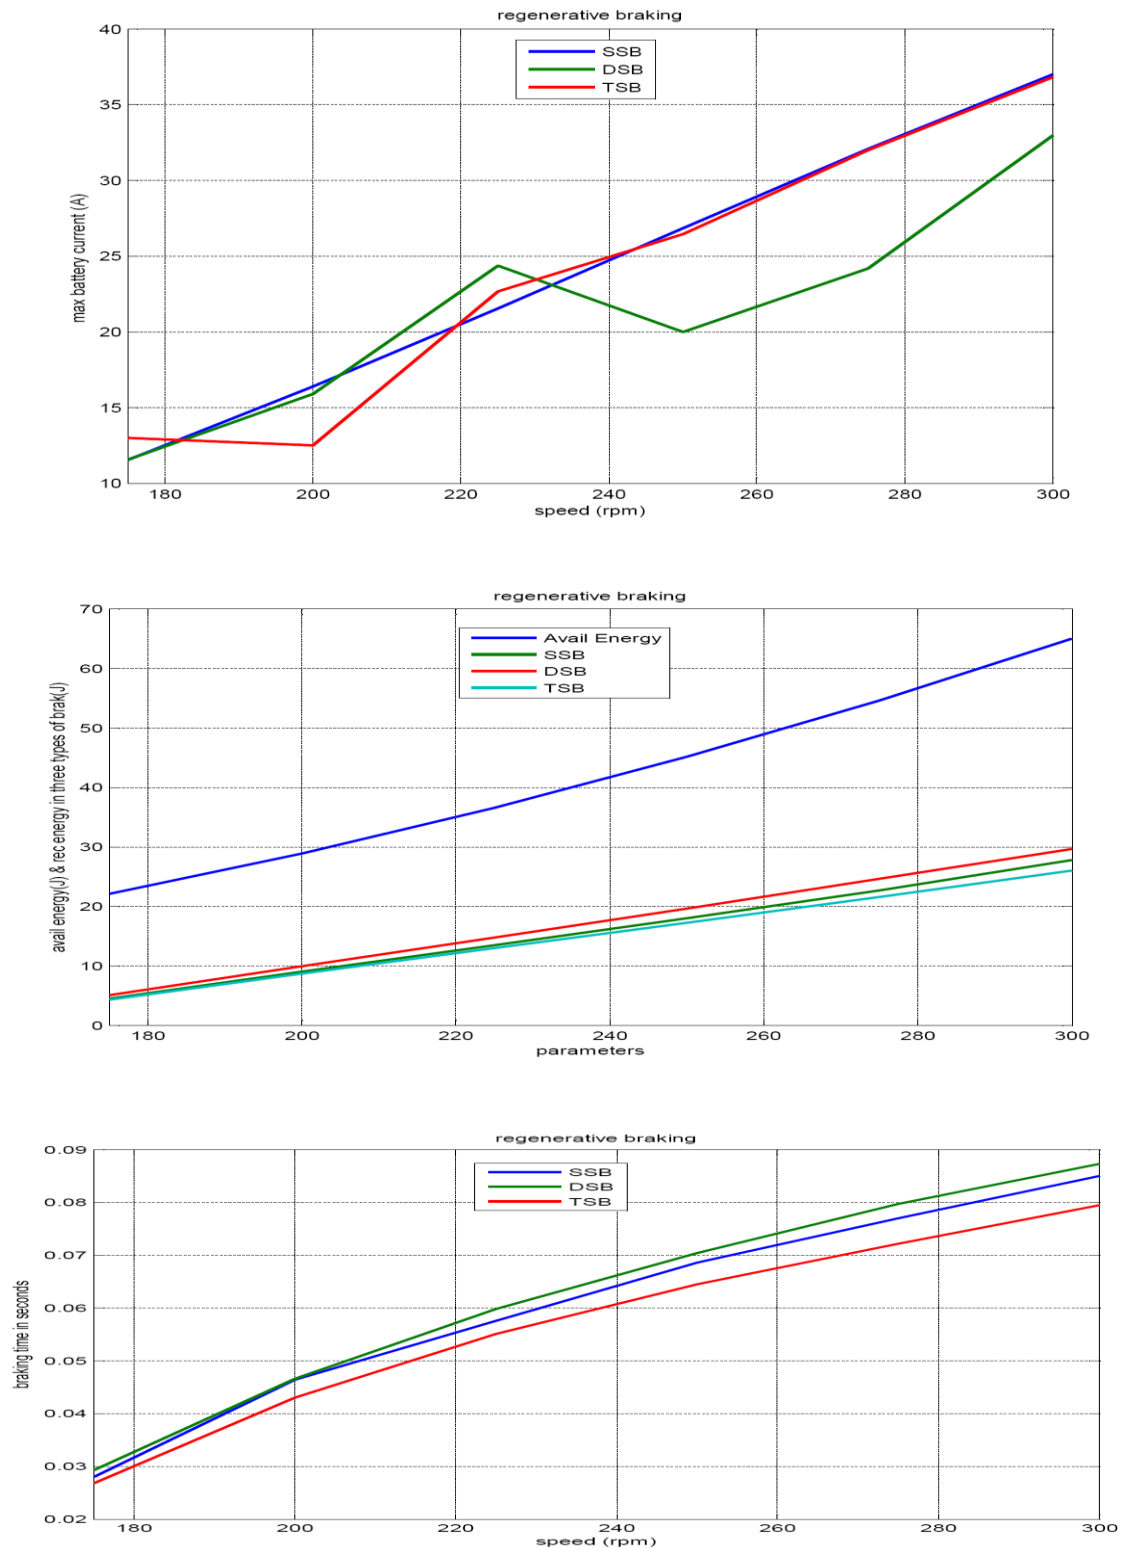 regenerative braking
SSB
DSB
TSB
40
35
30
25
20
15
10
max battery current (A)
180 200 220 240 260 280 300
speed (rpm)
regenerative braking
Avail Energy
SSB
DSB
TSB
70
60
50
40
30
20
10
0
avail energy(J) & rec energy in three types of brak(J)
180 200 220 240 260 280 300
parameters
regenerative braking
SSB
DSB
TSB
0.09
0.08
0.07
0.06
0.05
0.04
0.03
0.02
braking time in seconds
180 200 220 240 260 280 300
speed (rpm)